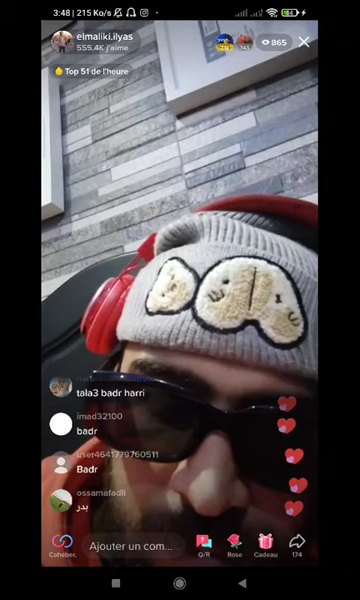 3:48 | 215 Ko/s
elmaliki.ilyas
555.4K j'aime
865
Top 51 de l'heure
tala3 badr harri
imad32100
badr
user4641779760511
Badr
ossamafadli
بدر
Cohéber.
Ajouter un com...
Q/R
Rose
Cadeau
174